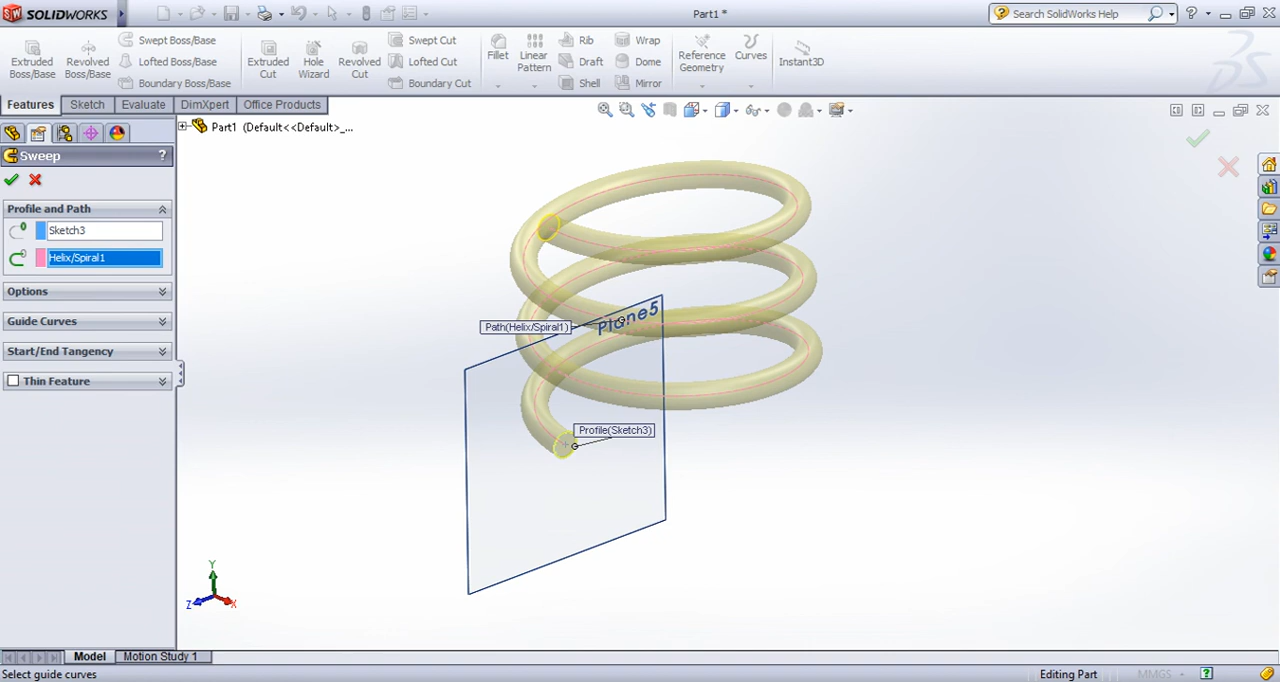 SOLIDWORKS
Part1 *
Search SolidWorks Help
Extruded Boss/Base
Revolved Boss/Base
Swept Boss/Base
Lofted Boss/Base
Boundary Boss/Base
Extruded Cut
Hole Wizard
Revolved Cut
Swept Cut
Lofted Cut
Boundary Cut
Fillet
Linear Pattern
Rib
Draft
Shell
Wrap
Dome
Mirror
Reference Geometry
Curves
Instant3D
Features
Sketch
Evaluate
DimXpert
Office Products
Part1 (Default<<Default>_...
Sweep
?
Profile and Path
Sketch3
Helix/Spiral1
Options
Guide Curves
Start/End Tangency
Thin Feature
Plane5
Path(Helix/Spiral1)
Profile(Sketch3)
Y
Z
X
Model
Motion Study 1
Select guide curves
Editing Part
MMGS
?